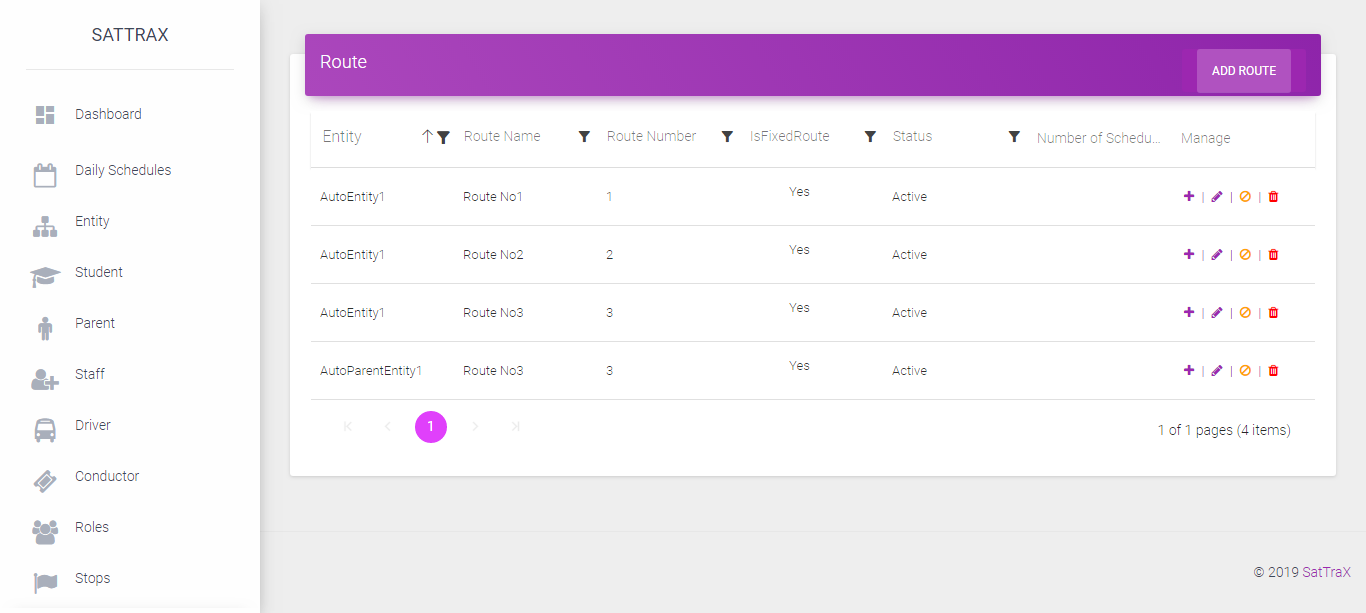 SATTRAX
Dashboard
Daily Schedules
Entity
Student
Parent
Staff
Driver
Conductor
Roles
Stops
Route
ADD ROUTE
Entity Route Name Route Number IsFixedRoute Status Number of Schedu... Manage
AutoEntity1 Route No1 1 Yes Active | | |
AutoEntity1 Route No2 2 Yes Active | | |
AutoEntity1 Route No3 3 Yes Active | | |
AutoParentEntity1 Route No3 3 Yes Active | | |
1
1 of 1 pages (4 items)
© 2019 SatTraX